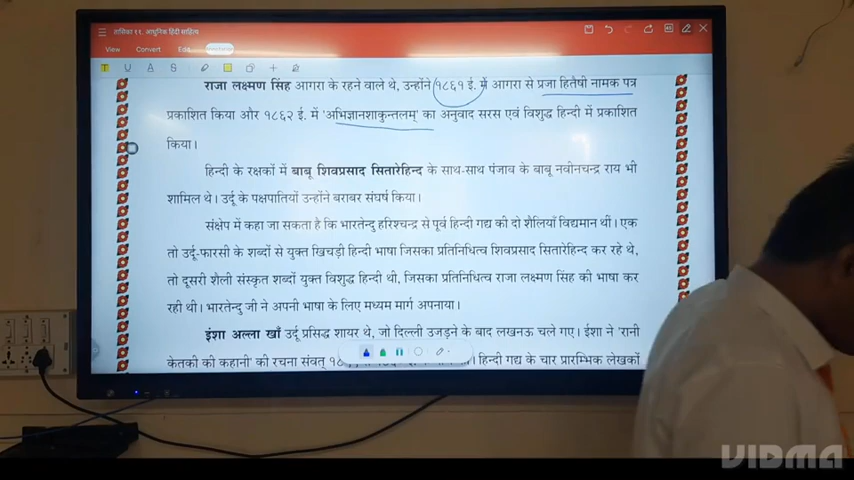 तासिका ११. आधुनिक हिंदी साहित्य
View Convert Edit
राजा लक्ष्मण सिंह आगरा के रहने वाले थे, उन्होंने १८६१ ई. में आगरा से प्रजा हितैषी नामक पत्र
प्रकाशित किया और १८६२ ई. में 'अभिज्ञानशाकुन्तलम्' का अनुवाद सरस एवं विशुद्ध हिन्दी में प्रकाशित
किया।
हिन्दी के रक्षकों में बाबू शिवप्रसाद सितारेहिन्द के साथ-साथ पंजाब के बाबू नवीनचन्द्र राय भी
शामिल थे। उर्दू के पक्षपातियों उन्होंने बराबर संघर्ष किया।
संक्षेप में कहा जा सकता है कि भारतेन्दु हरिश्चन्द्र से पूर्व हिन्दी गद्य की दो शैलियाँ विद्यमान थीं। एक
तो उर्दू-फारसी के शब्दों से युक्त खिचड़ी हिन्दी भाषा जिसका प्रतिनिधित्व शिवप्रसाद सितारेहिन्द कर रहे थे,
तो दूसरी शैली संस्कृत शब्दों युक्त विशुद्ध हिन्दी थी, जिसका प्रतिनिधित्व राजा लक्ष्मण सिंह की भाषा कर
रही थी। भारतेन्दु जी ने अपनी भाषा के लिए मध्यम मार्ग अपनाया।
इंशा अल्ला खाँ उर्दू प्रसिद्ध शायर थे, जो दिल्ली उजड़ने के बाद लखनऊ चले गए। ईशा ने 'रानी
केतकी की कहानी' की रचना संवत् हिन्दी गद्य के चार प्रारम्भिक लेखकों
VIDMA